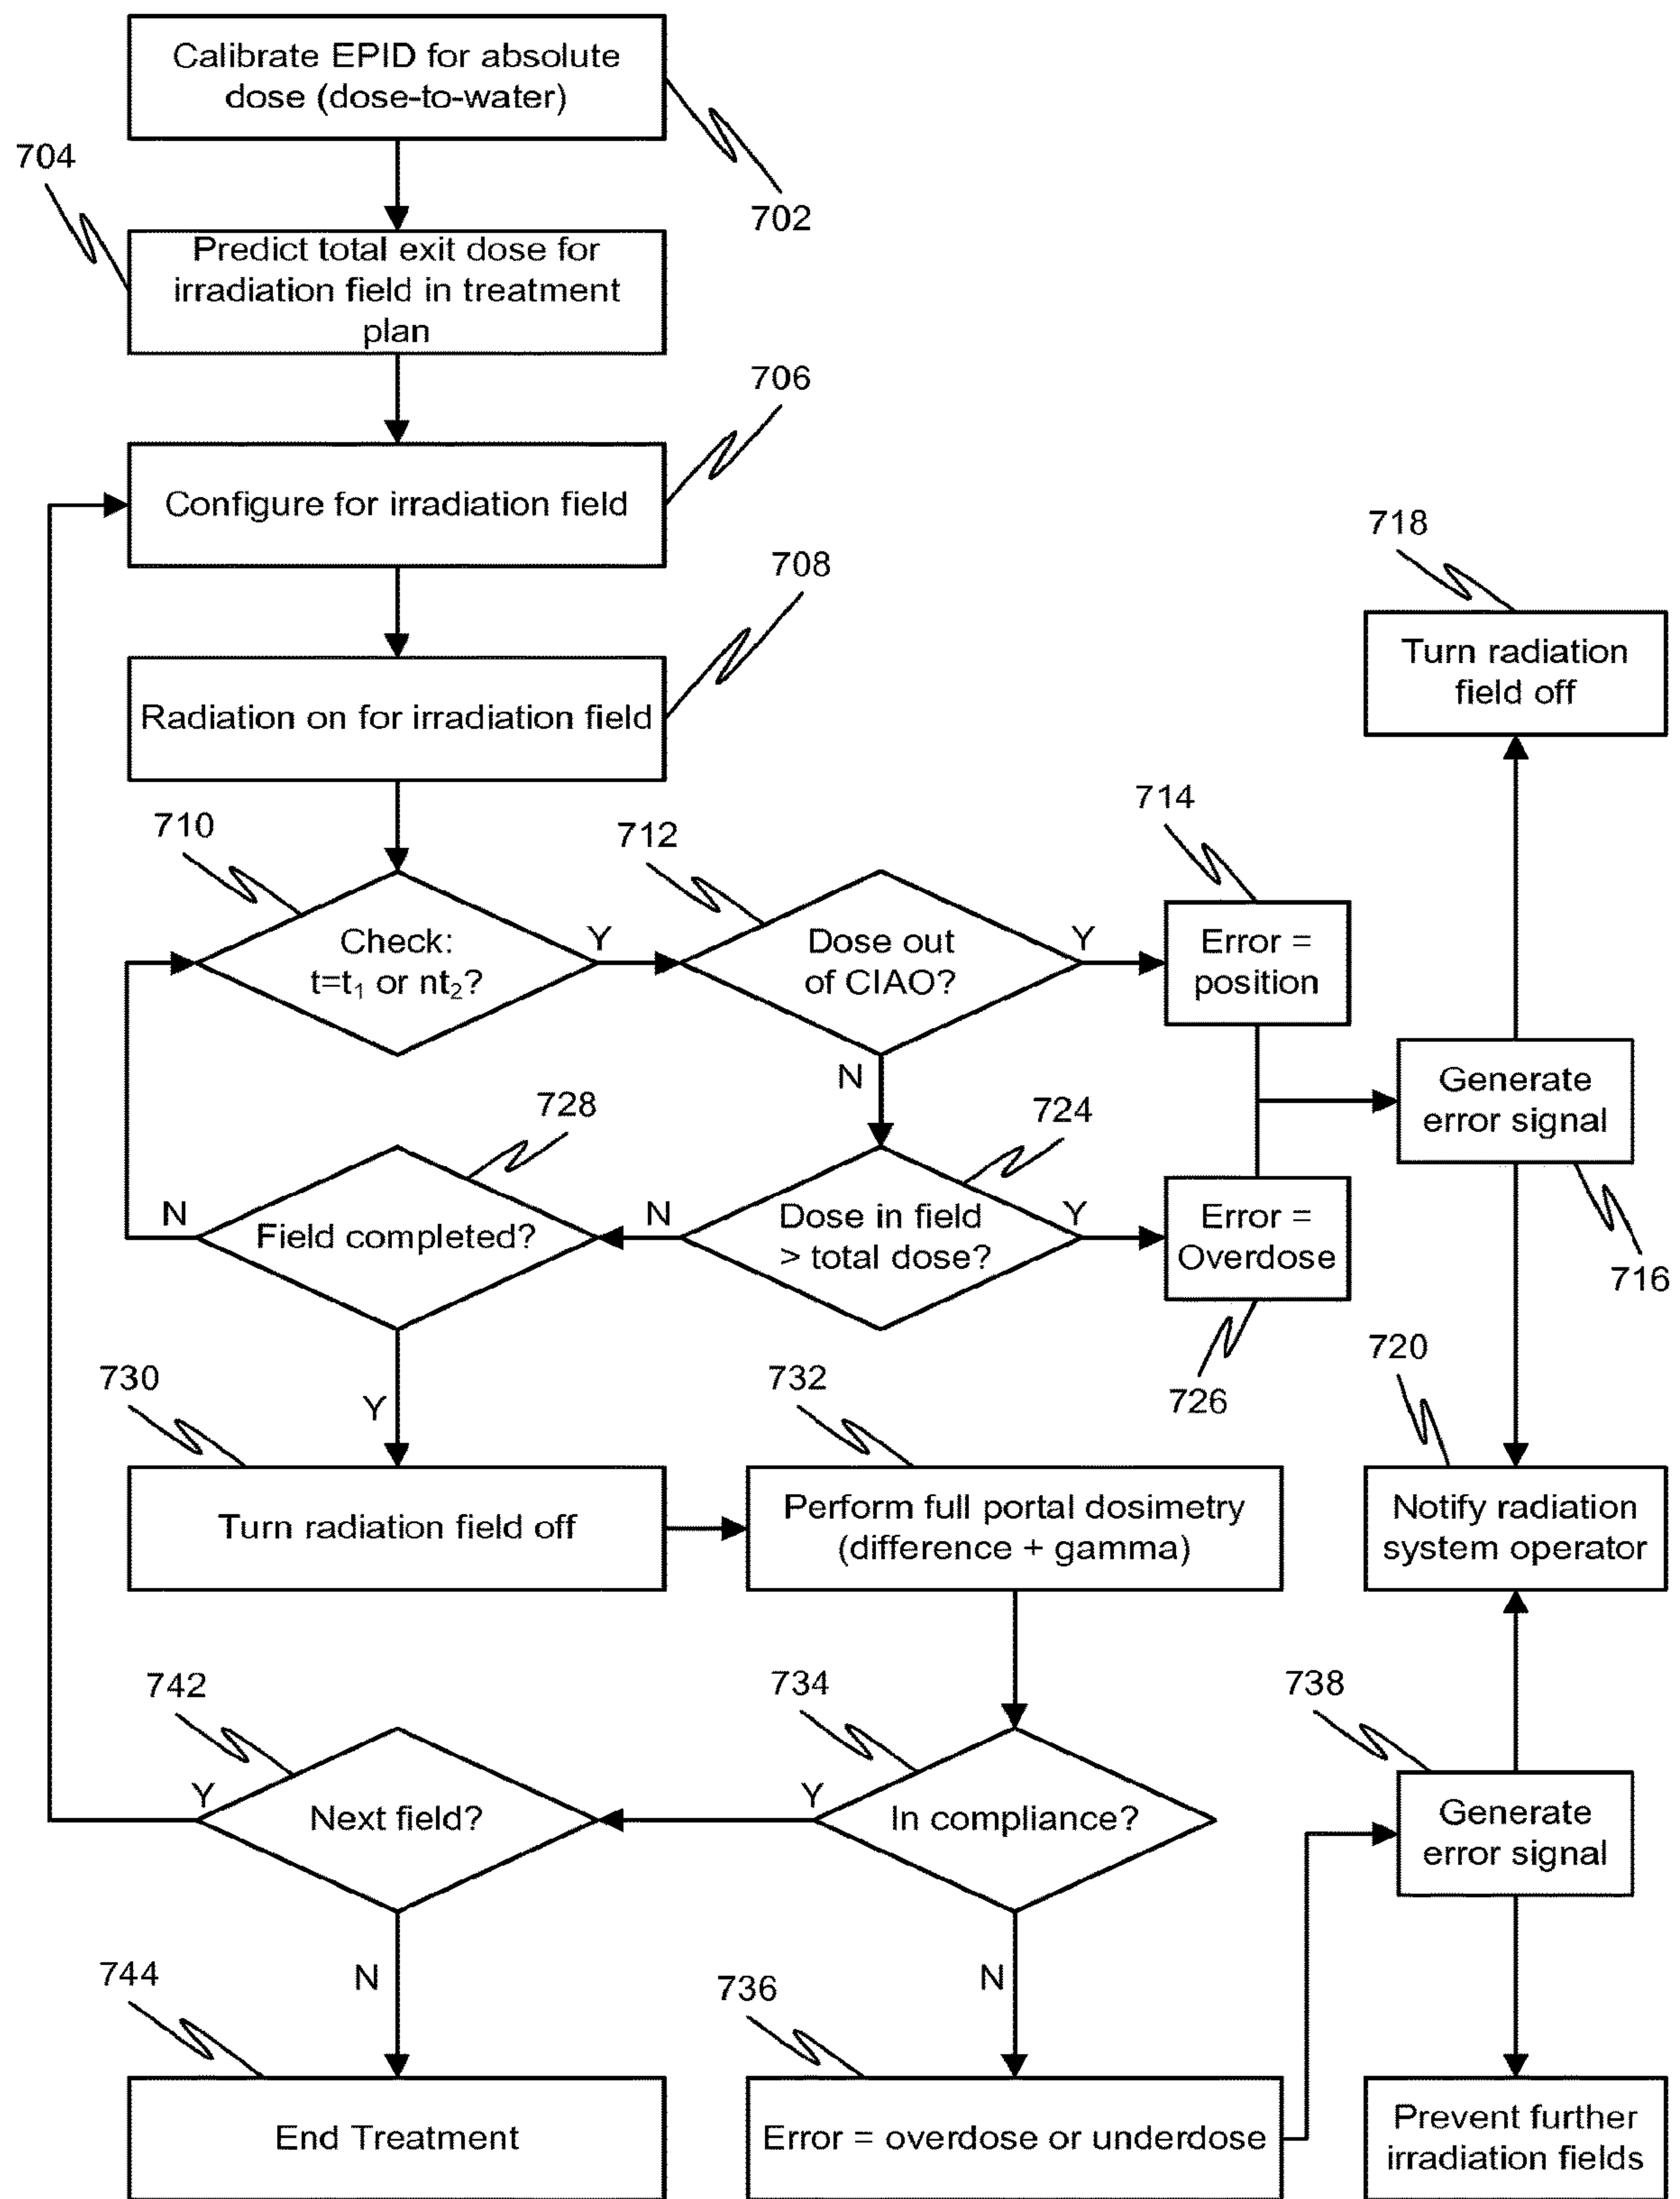 Calibrate EPID for absolute
dose (dose-to-water)
702
704
Predict total exit dose for
irradiation field in treatment
plan
706
Configure for irradiation field
708
Radiation on for irradiation field
718
Turn radiation
field off
710
Check:
t=t₁ or nt₂?
Y
712
Dose out
of CIAO?
Y
N
714
Error =
position
Generate
error signal
716
728
Field completed?
N
Y
724
Dose in field
> total dose?
N
Y
Error =
Overdose
726
730
Turn radiation field off
732
Perform full portal dosimetry
(difference + gamma)
720
Notify radiation
system operator
742
Next field?
Y
N
734
In compliance?
Y
N
738
Generate
error signal
744
End Treatment
736
Error = overdose or underdose
Prevent further
irradiation fields